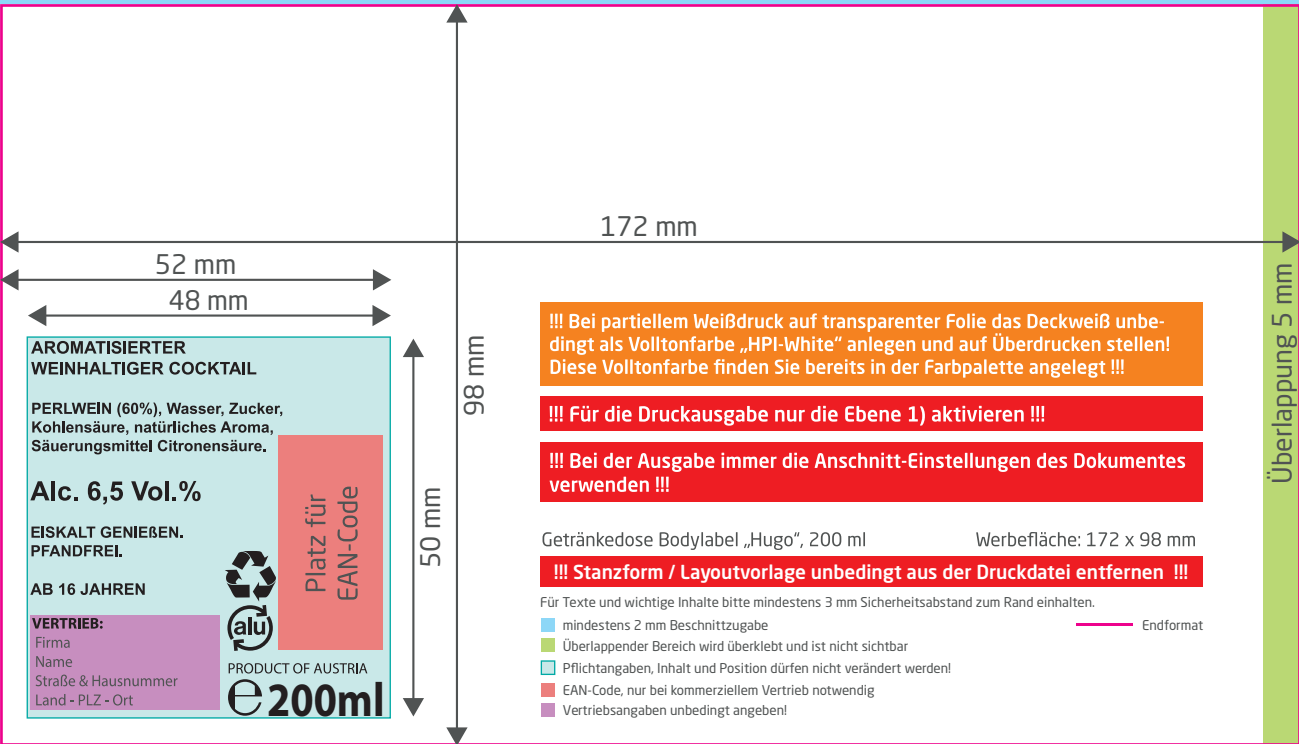 172 mm
52 mm
48 mm
98 mm
50 mm
Überlappung 5 mm
AROMATISIERTER
WEINHALTIGER COCKTAIL
PERLWEIN (60%), Wasser, Zucker,
Kohlensäure, natürliches Aroma,
Säuerungsmittel Citronensäure.
Alc. 6,5 Vol.%
EISKALT GENIEßEN.
PFANDFREI.
AB 16 JAHREN
Platz für
EAN-Code
alu
VERTRIEB:
Firma
Name
Straße & Hausnummer
Land - PLZ - Ort
PRODUCT OF AUSTRIA
℮ 200ml
!!! Bei partiellem Weißdruck auf transparenter Folie das Deckweiß unbe-
dingt als Volltonfarbe „HPI-White“ anlegen und auf Überdrucken stellen!
Diese Volltonfarbe finden Sie bereits in der Farbpalette angelegt !!!
!!! Für die Druckausgabe nur die Ebene 1) aktivieren !!!
!!! Bei der Ausgabe immer die Anschnitt-Einstellungen des Dokumentes
verwenden !!!
Getränkedose Bodylabel „Hugo“, 200 ml Werbefläche: 172 x 98 mm
!!! Stanzform / Layoutvorlage unbedingt aus der Druckdatei entfernen !!!
Für Texte und wichtige Inhalte bitte mindestens 3 mm Sicherheitsabstand zum Rand einhalten.
mindestens 2 mm Beschnittzugabe Endformat
Überlappender Bereich wird überklebt und ist nicht sichtbar
Pflichtangaben, Inhalt und Position dürfen nicht verändert werden!
EAN-Code, nur bei kommerziellem Vertrieb notwendig
Vertriebsangaben unbedingt angeben!